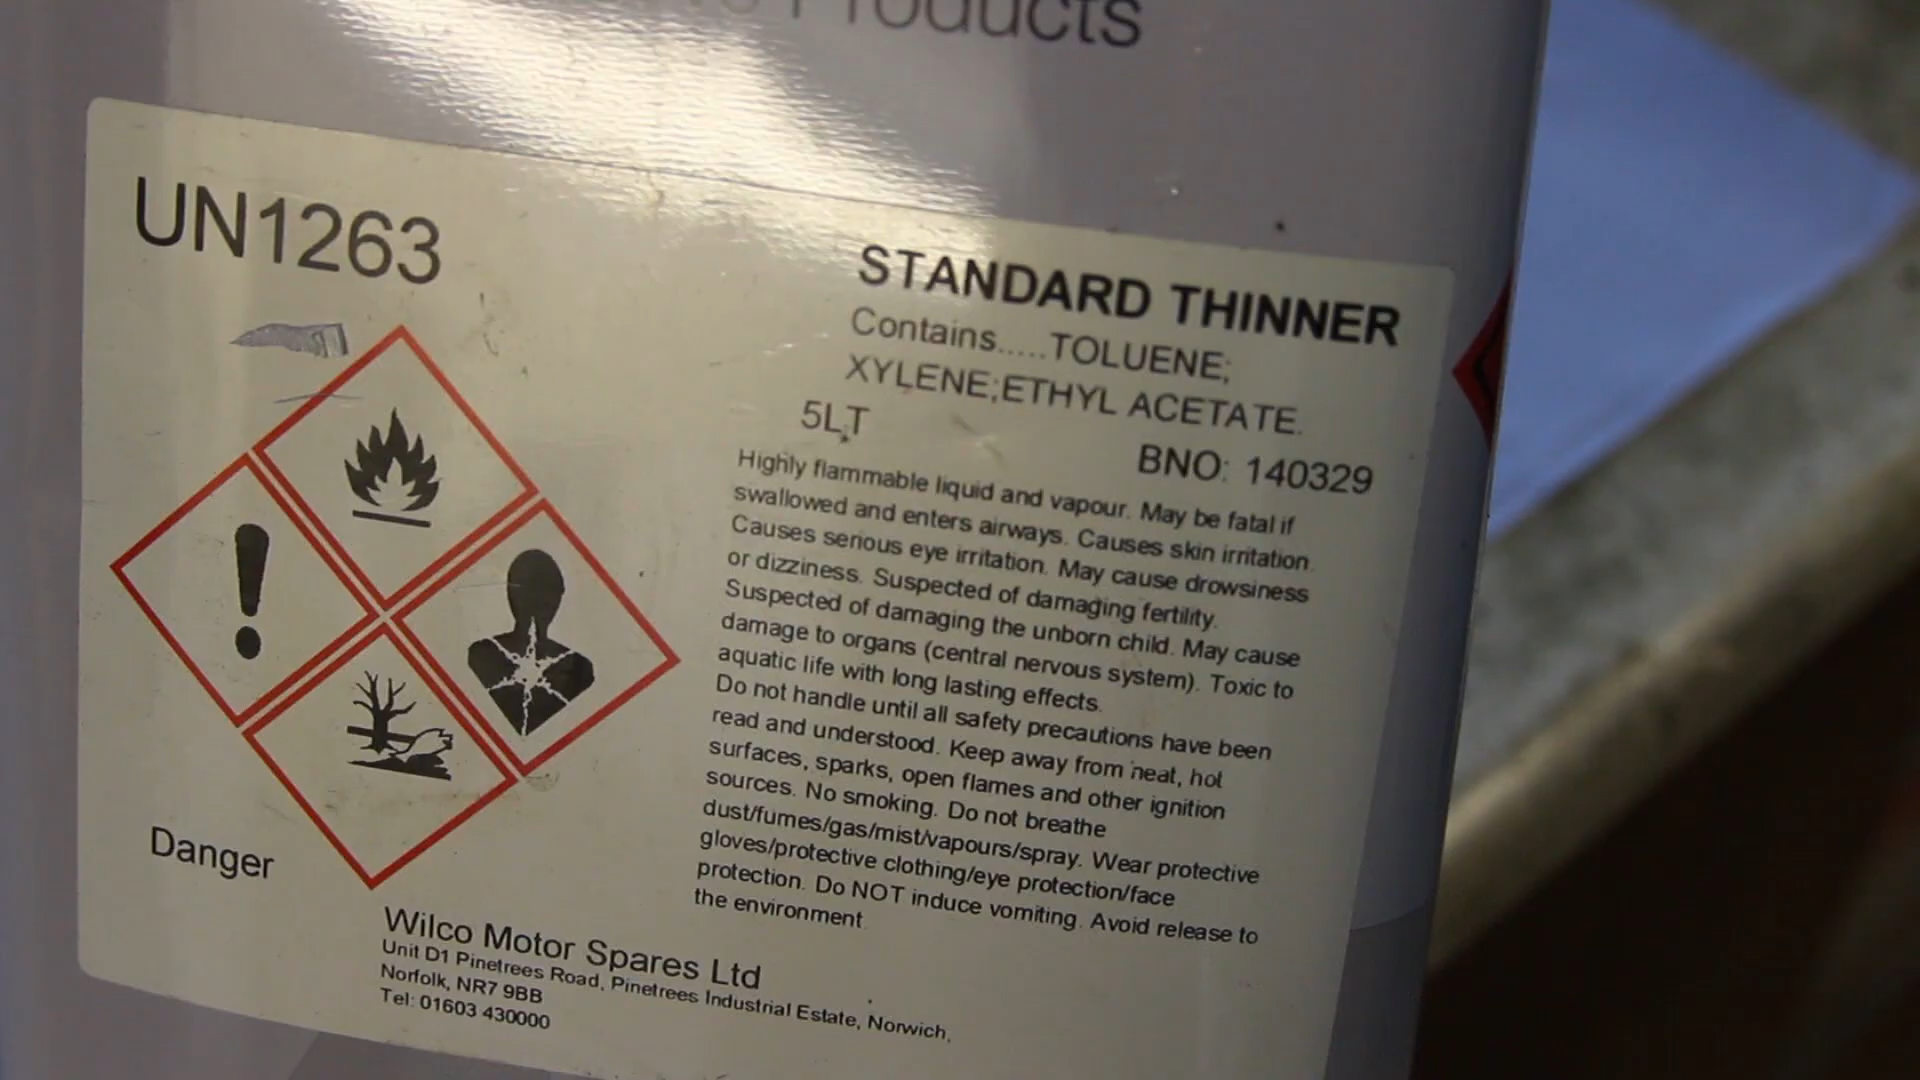 Products
UN1263
STANDARD THINNER
Contains.....TOLUENE;
XYLENE;ETHYL ACETATE.
5LT
BNO: 140329
Highly flammable liquid and vapour. May be fatal if
swallowed and enters airways. Causes skin irritation.
Causes serious eye irritation. May cause drowsiness
or dizziness. Suspected of damaging fertility.
Suspected of damaging the unborn child. May cause
damage to organs (central nervous system). Toxic to
aquatic life with long lasting effects.
Do not handle until all safety precautions have been
read and understood. Keep away from heat, hot
surfaces, sparks, open flames and other ignition
sources. No smoking. Do not breathe
dust/fumes/gas/mist/vapours/spray. Wear protective
gloves/protective clothing/eye protection/face
protection. Do NOT induce vomiting. Avoid release to
the environment.
Danger
Wilco Motor Spares Ltd
Unit D1 Pinetrees Road, Pinetrees Industrial Estate, Norwich,
Norfolk, NR7 9BB
Tel: 01603 430000